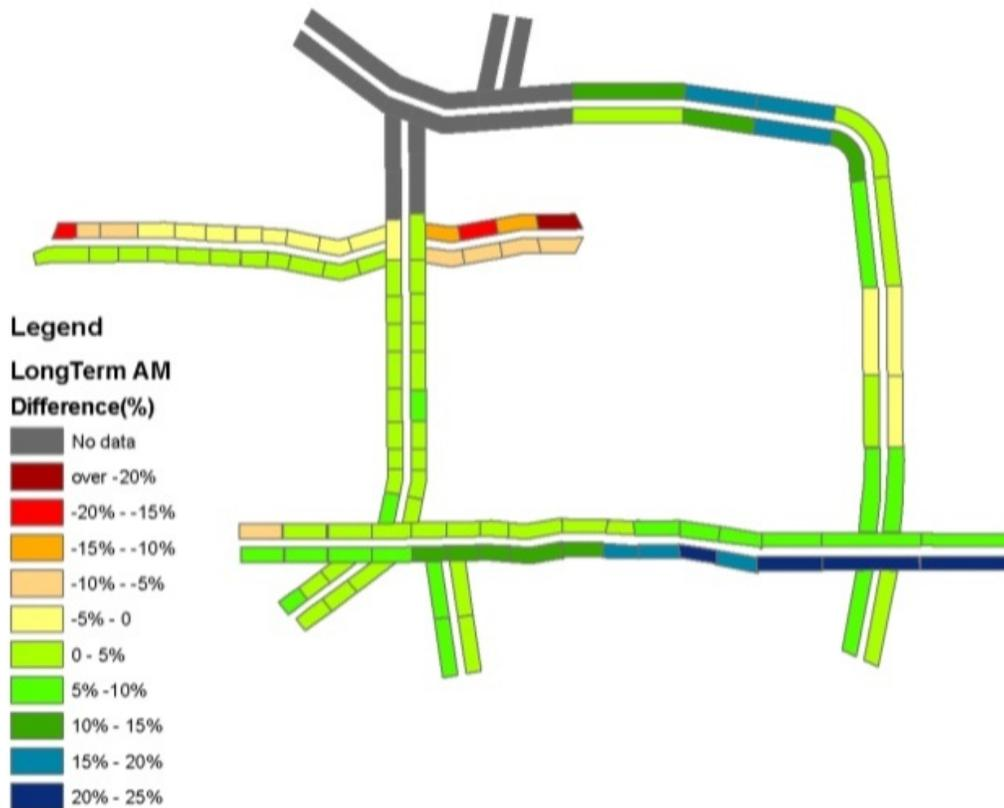 Legend
LongTerm AM
Difference(%)
No data
over -20%
-20% - -15%
-15% - -10%
-10% - -5%
-5% - 0
0 - 5%
5% -10%
10% - 15%
15% - 20%
20% - 25%